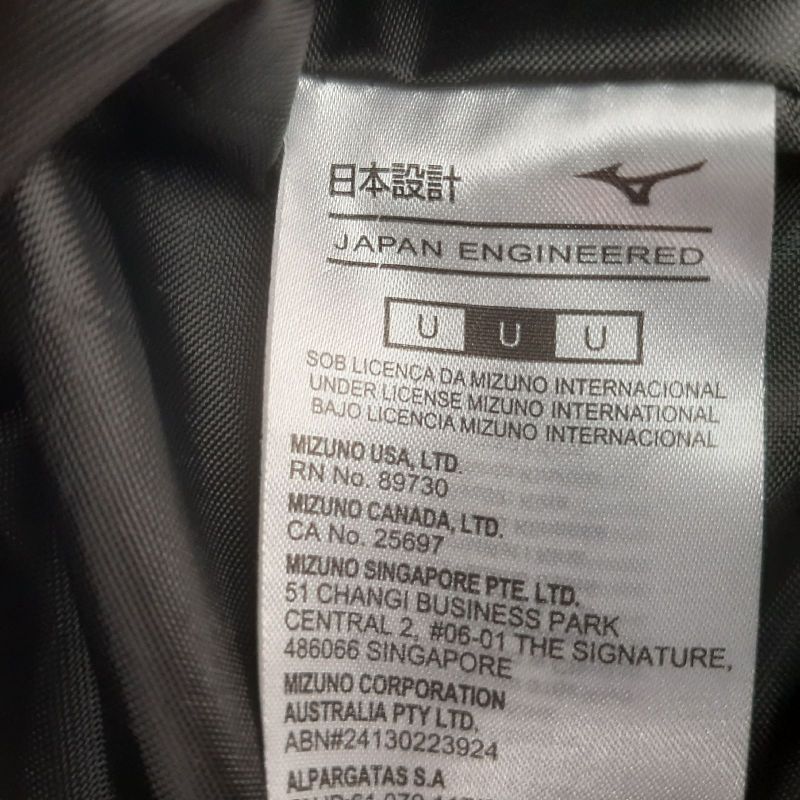 日本設計
JAPAN ENGINEERED
U U U
SOB LICENÇA DA MIZUNO INTERNACIONAL
UNDER LICENSE MIZUNO INTERNATIONAL
BAJO LICENCIA MIZUNO INTERNACIONAL
MIZUNO USA, LTD.
RN No. 89730
MIZUNO CANADA, LTD.
CA No. 25697
MIZUNO SINGAPORE PTE. LTD.
51 CHANGI BUSINESS PARK
CENTRAL 2, #06-01 THE SIGNATURE,
486066 SINGAPORE
MIZUNO CORPORATION
AUSTRALIA PTY LTD.
ABN#24130223924
ALPARGATAS S.A